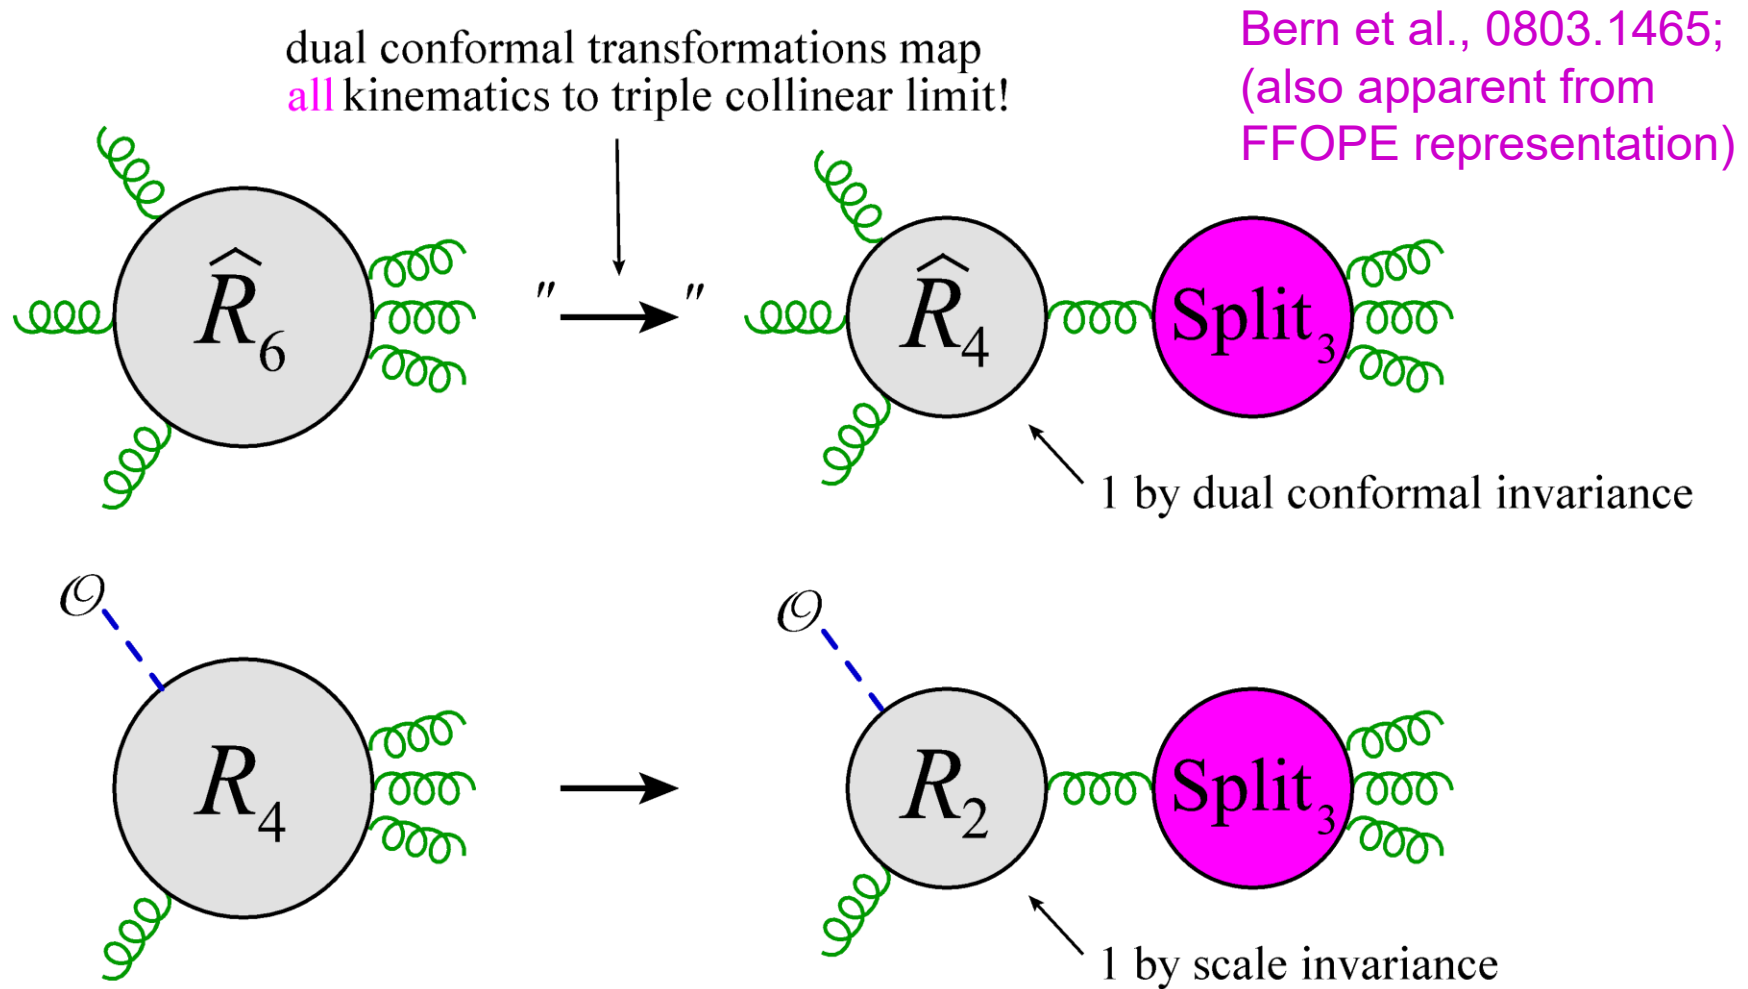 dual conformal transformations map
all kinematics to triple collinear limit!
Bern et al., 0803.1465;
(also apparent from
FFOPE representation)
R̂₆
″ ″
R̂₄
Split₃
1 by dual conformal invariance
𝒪
R₄
𝒪
R₂
Split₃
1 by scale invariance